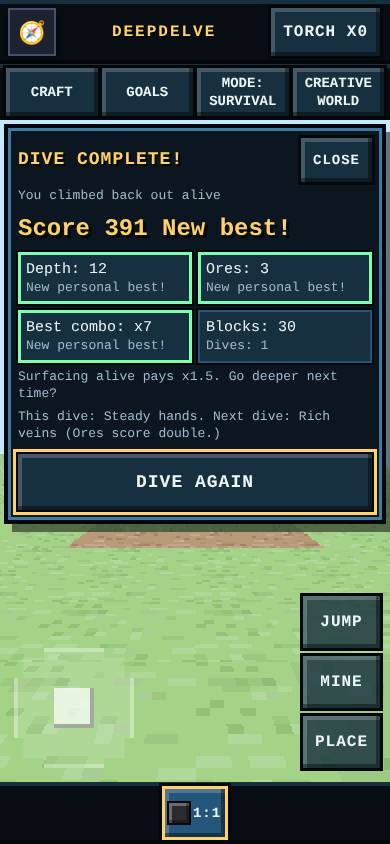 DEEPDELVE
TORCH X0
CRAFT
GOALS
MODE:
SURVIVAL
CREATIVE
WORLD
DIVE COMPLETE!
CLOSE
You climbed back out alive
Score 391 New best!
Depth: 12
New personal best!
Ores: 3
New personal best!
Best combo: x7
New personal best!
Blocks: 30
Dives: 1
Surfacing alive pays x1.5. Go deeper next
time?
This dive: Steady hands. Next dive: Rich
veins (Ores score double.)
DIVE AGAIN
JUMP
MINE
PLACE
1:1